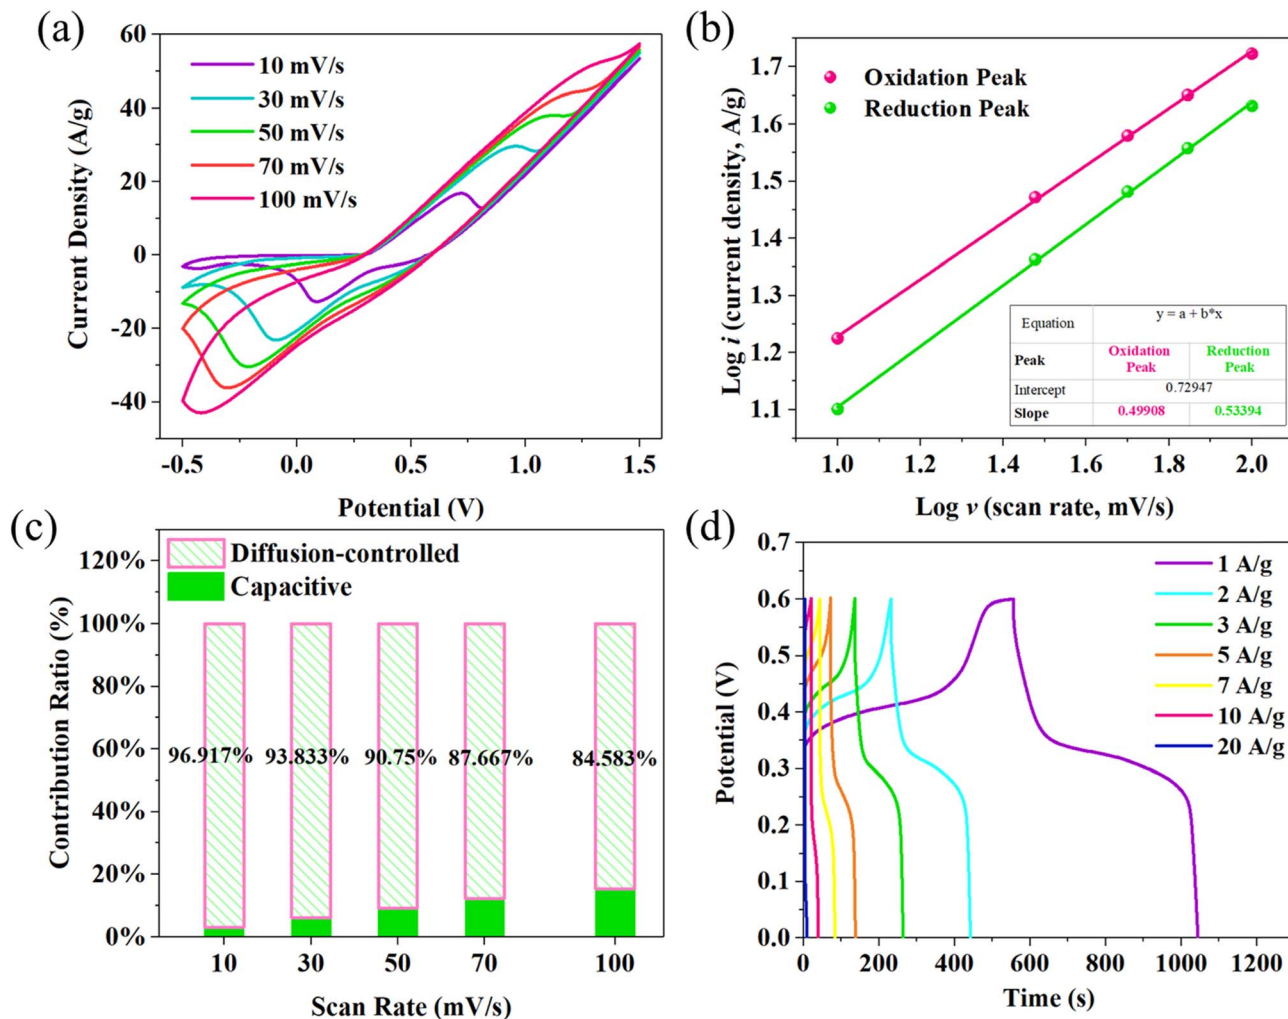 (a)
60
40
20
0
-20
-40
Current Density (A/g)
10 mV/s
30 mV/s
50 mV/s
70 mV/s
100 mV/s
-0.5
0.0
0.5
1.0
1.5
Potential (V)
(b)
1.7
1.6
1.5
1.4
1.3
1.2
1.1
Log i (current density, A/g)
Oxidation Peak
Reduction Peak
Equation y = a + b*x
Peak Oxidation Peak Reduction Peak
Intercept 0.72947
Slope 0.49908 0.53394
1.0
1.2
1.4
1.6
1.8
2.0
Log v (scan rate, mV/s)
(c)
120%
100%
80%
60%
40%
20%
0%
Contribution Ratio (%)
Diffusion-controlled
Capacitive
96.917%
93.833%
90.75%
87.667%
84.583%
10
30
50
70
100
Scan Rate (mV/s)
(d)
0.7
0.6
0.5
0.4
0.3
0.2
0.1
0.0
Potential (V)
1 A/g
2 A/g
3 A/g
5 A/g
7 A/g
10 A/g
20 A/g
0
200
400
600
800
1000
1200
Time (s)